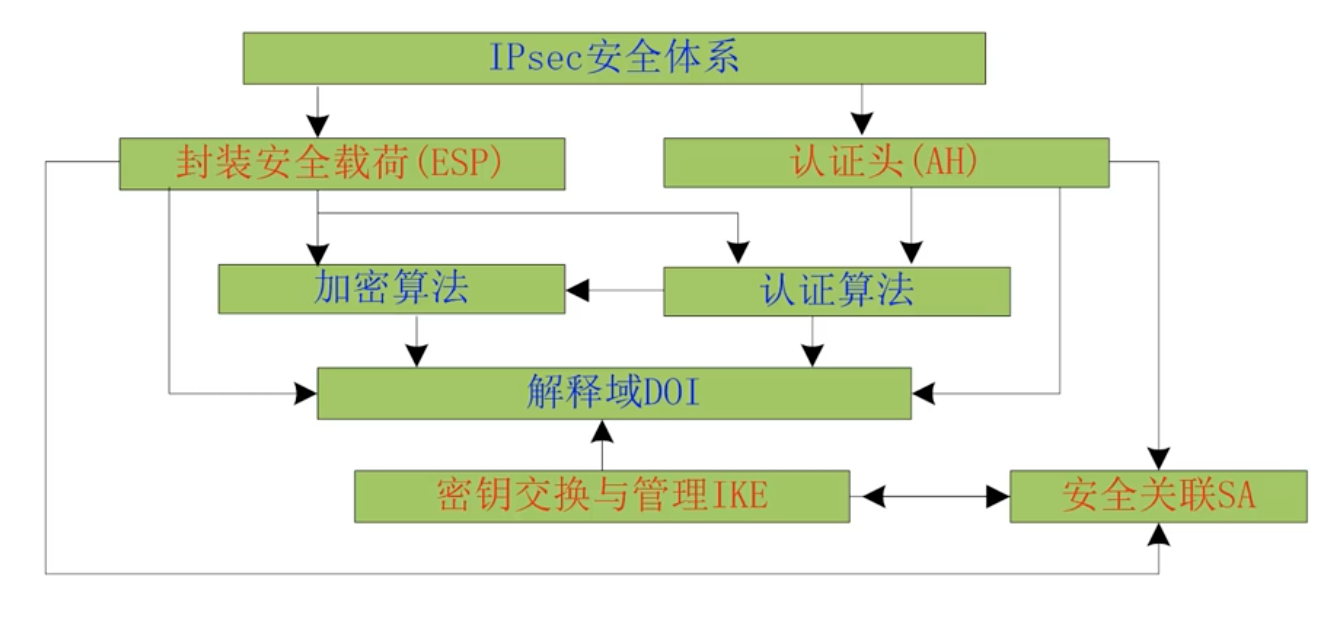 IPsec安全体系
封装安全载荷(ESP)
认证头(AH)
加密算法
认证算法
解释域DOI
密钥交换与管理IKE
安全关联SA